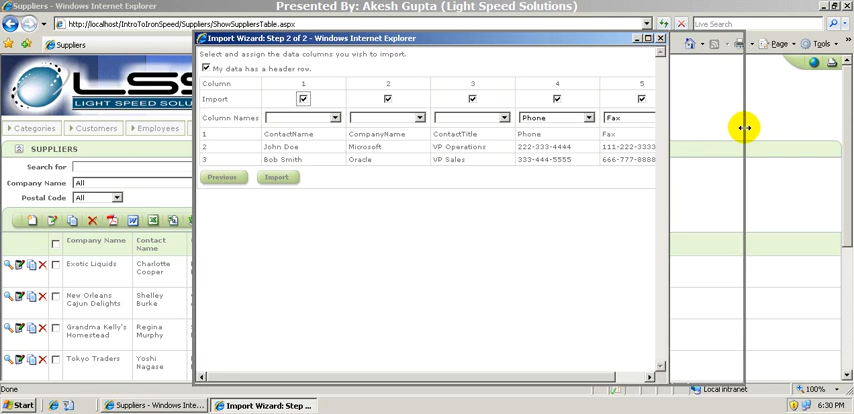 Suppliers - Windows Internet Explorer
Presented By: Akesh Gupta (Light Speed Solutions)
http://localhost/IntroToIronSpeed/Suppliers/ShowSuppliersTable.aspx
Live Search
Suppliers
Page
Tools
LSS
LIGHT SPEED SOLU
Categories
Customers
Employees
SUPPLIERS
Search for
Company Name All
Postal Code All
Company Name Contact Name
Exotic Liquids Charlotte Cooper
New Orleans Cajun Delights Shelley Burke
Grandma Kelly's Homestead Regina Murphy
Tokyo Traders Yoshi Nagase
Import Wizard: Step 2 of 2 - Windows Internet Explorer
Select and assign the data columns you wish to import.
My data has a header row.
Column 1 2 3 4 5
Import
Column Names Phone Fax
1 ContactName CompanyName ContactTitle Phone Fax
2 John Doe Microsoft VP Operations 222-333-4444 111-222-3333
3 Bob Smith Oracle VP Sales 333-444-5555 666-777-8888
Previous Import
Done
Local intranet
100%
Start
Suppliers - Windows Inte...
Import Wizard: Step ...
6:30 PM